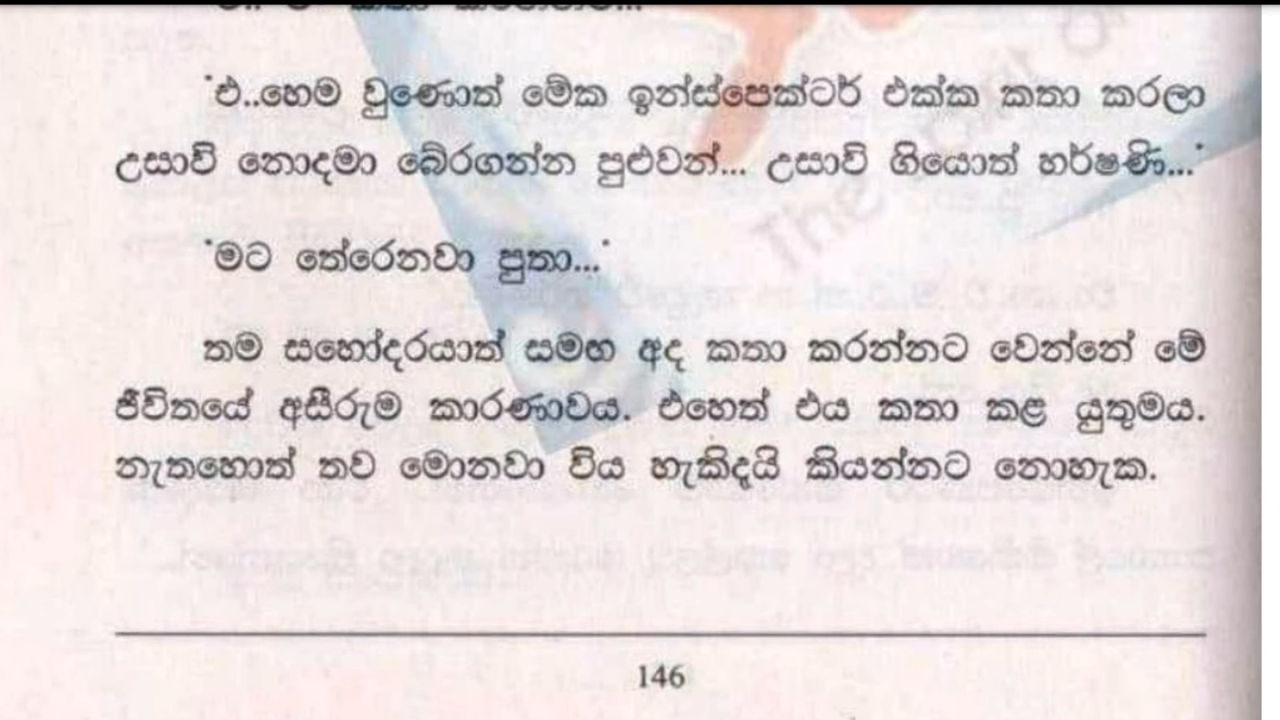 'එ..හෙම වුණොත් මේක ඉන්ස්පෙක්ටර් එක්ක කතා කරලා
උසාවි නොදමා බේරගන්න පුළුවන්... උසාවි ගියොත් හර්ෂණි...'
'මට තේරෙනවා පුතා...'
තම සහෝදරයාත් සමඟ අද කතා කරන්නට වෙන්නේ මේ
ජීවිතයේ අසීරුම කාරණාවය. එහෙත් එය කතා කළ යුතුමය.
නැතහොත් තව මොනවා විය හැකිදැයි කියන්නට නොහැක.
146